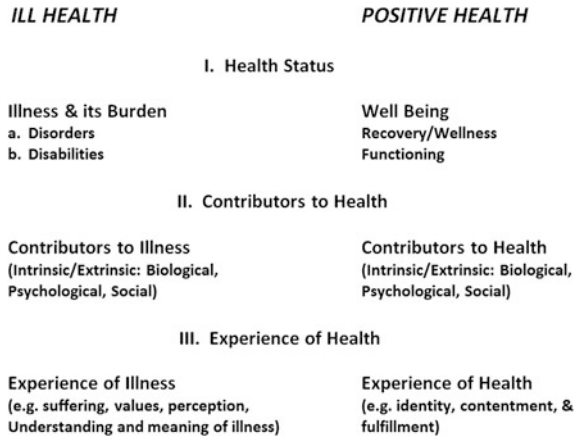 ILL HEALTH
POSITIVE HEALTH
I. Health Status
Illness & its Burden
a. Disorders
b. Disabilities
Well Being
Recovery/Wellness
Functioning
II. Contributors to Health
Contributors to Illness
(Intrinsic/Extrinsic: Biological,
Psychological, Social)
Contributors to Health
(Intrinsic/Extrinsic: Biological,
Psychological, Social)
III. Experience of Health
Experience of Illness
(e.g. suffering, values, perception,
Understanding and meaning of illness)
Experience of Health
(e.g. identity, contentment, &
fulfillment)